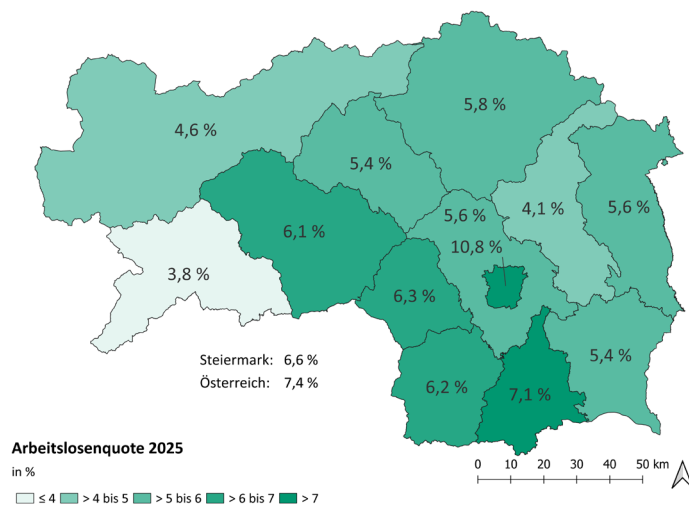 5,8 %
4,6 %
5,4 %
4,1 %
5,6 %
5,6 %
6,1 %
10,8 %
3,8 %
6,3 %
Steiermark: 6,6 %
Österreich: 7,4 %
5,4 %
6,2 %
7,1 %
Arbeitslosenquote 2025
in %
0 10 20 30 40 50 km
≤ 4 > 4 bis 5 > 5 bis 6 > 6 bis 7 > 7